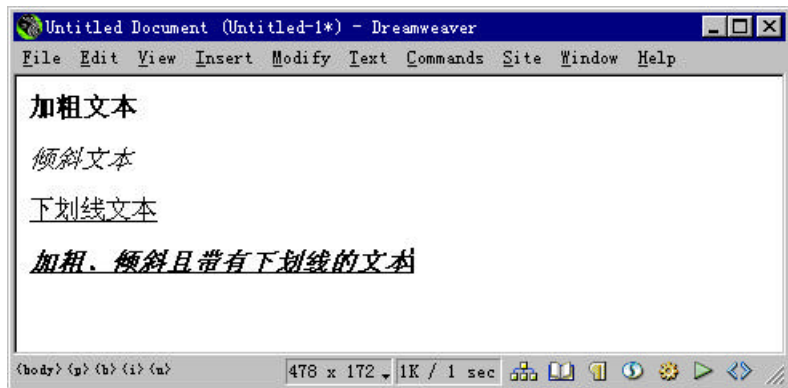 Untitled Document (Untitled-1*) - Dreamweaver
File Edit View Insert Modify Text Commands Site Window Help
加粗文本
倾斜文本
下划线文本
加粗、倾斜且带有下划线的文本
<body> <p> <b> <i> <u> 478 x 172 1K / 1 sec